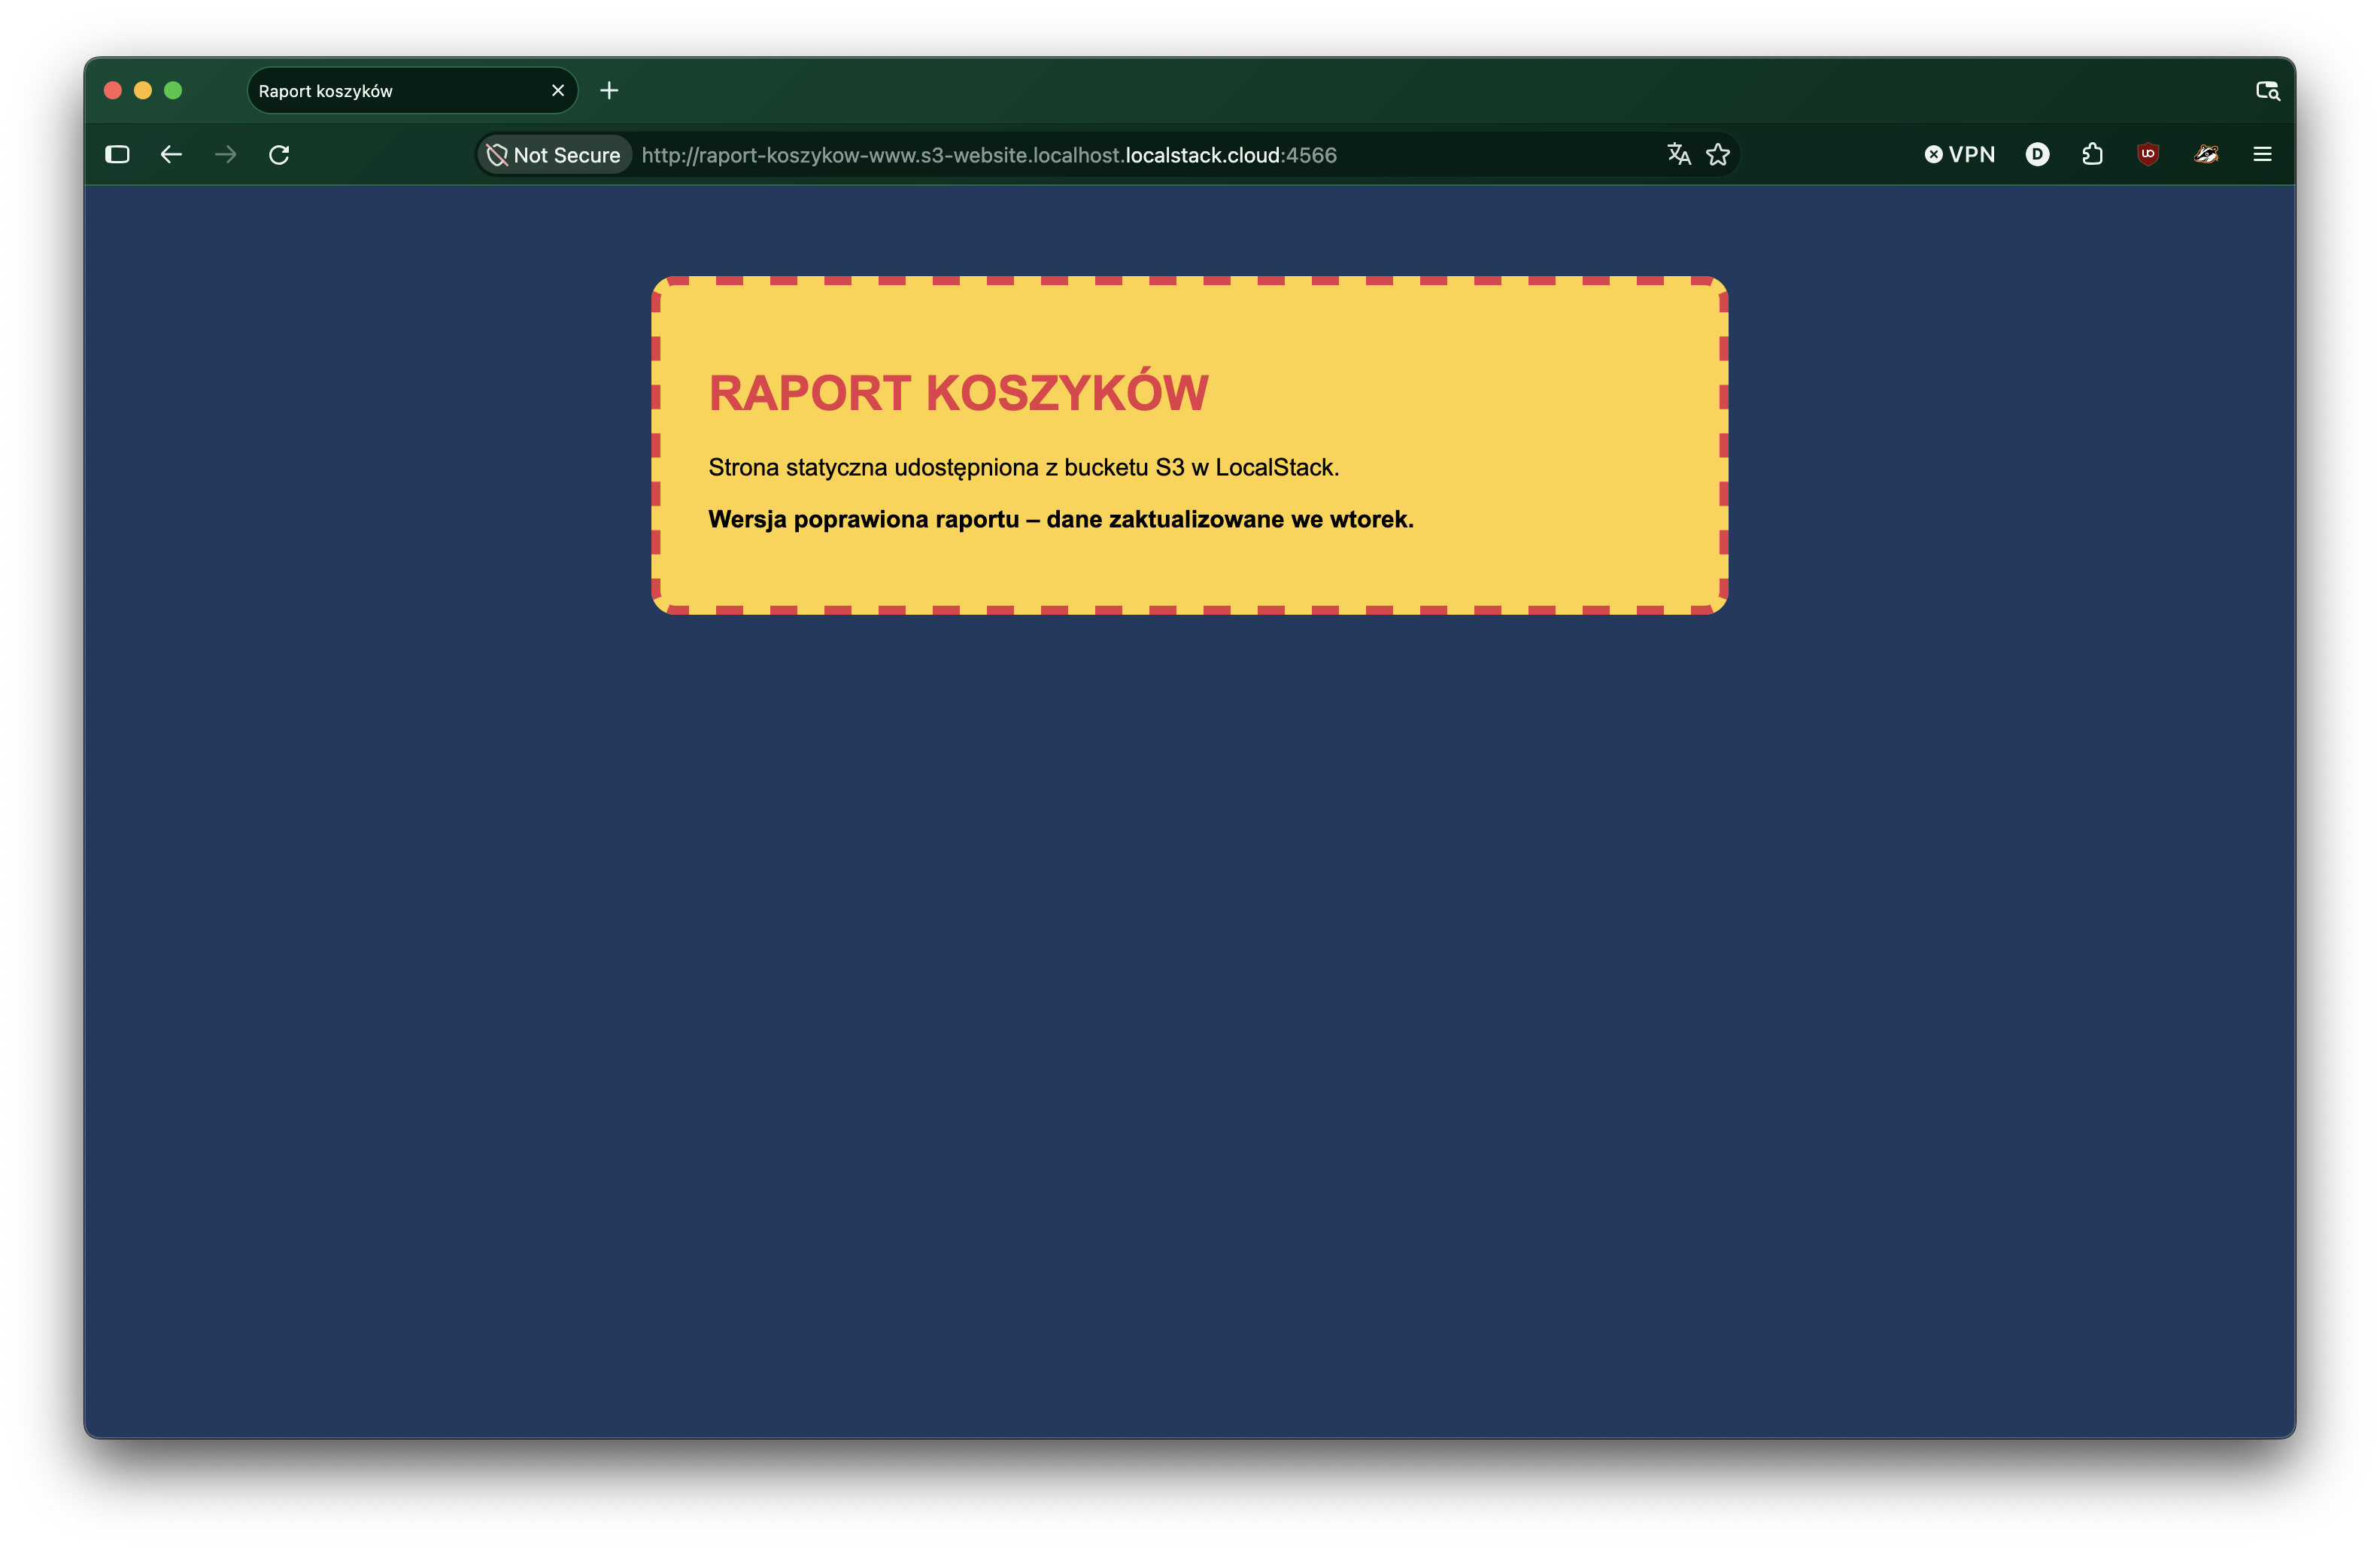 Raport koszyków
Not Secure http://raport-koszykow-www.s3-website.localhost.localstack.cloud:4566
VPN
D
RAPORT KOSZYKÓW
Strona statyczna udostępniona z bucketu S3 w LocalStack.
Wersja poprawiona raportu – dane zaktualizowane we wtorek.